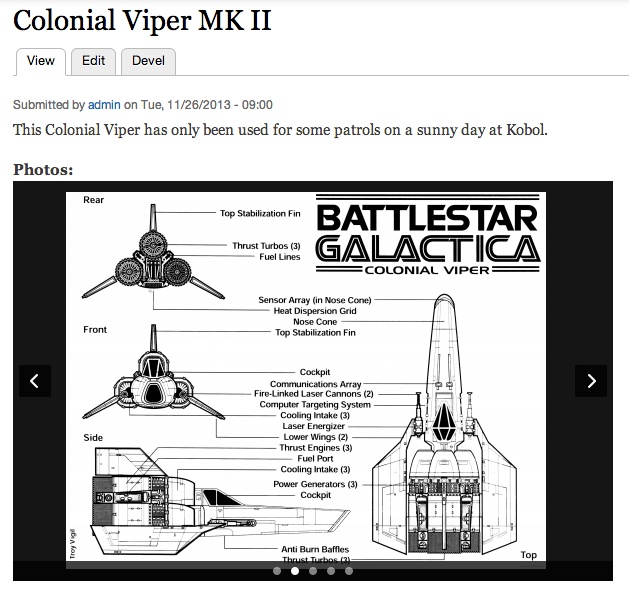 Colonial Viper MK II
View Edit Devel
Submitted by admin on Tue, 11/26/2013 - 09:00
This Colonial Viper has only been used for some patrols on a sunny day at Kobol.
Photos:
Rear
Top Stabilization Fin
Thrust Turbos (3)
Fuel Lines
BATTLESTAR
GALACTICA
COLONIAL VIPER
Sensor Array (in Nose Cone)
Heat Dispersion Grid
Nose Cone
Front
Top Stabilization Fin
Cockpit
Communications Array
Fire-Linked Laser Cannons (2)
Computer Targeting System
Cooling Intake (3)
Laser Energizer
Side
Lower Wings (2)
Thrust Engines (3)
Fuel Port
Cooling Intake (3)
Power Generators (3)
Cockpit
Anti Burn Baffles
Thrust Turbos (3)
Troy Vigil
Top